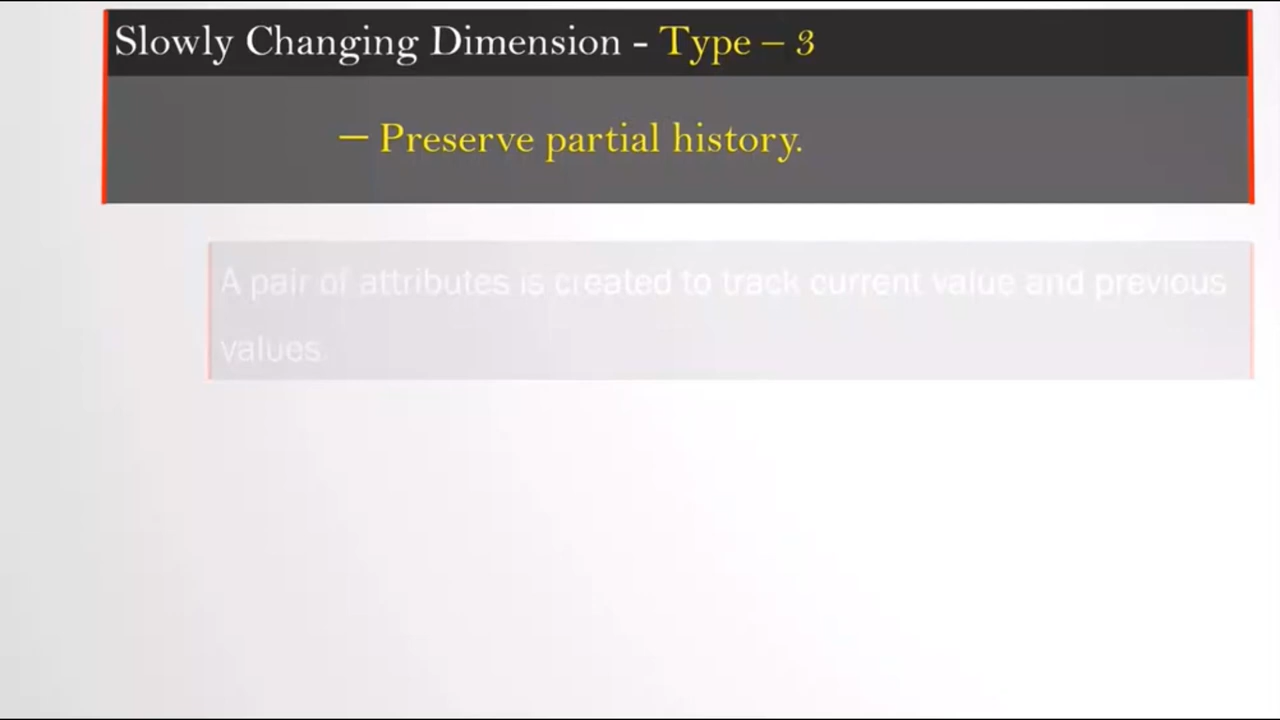 Slowly Changing Dimension - Type – 3
– Preserve partial history.
A pair of attributes is created to track current value and previous
values.